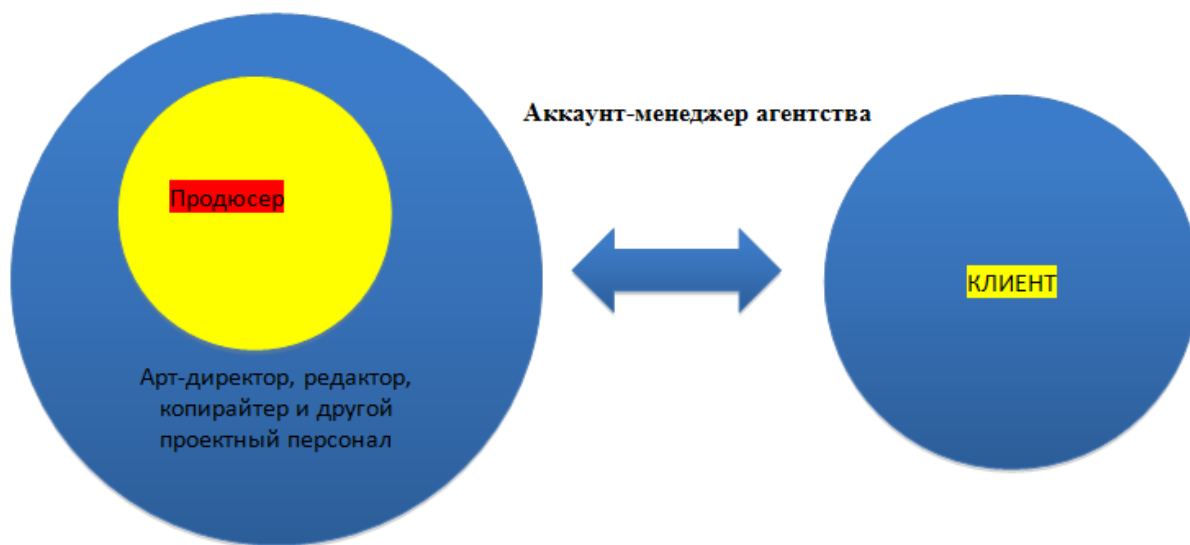 Аккаунт-менеджер агентства
Продюсер
КЛИЕНТ
Арт-директор, редактор,
копирайтер и другой
проектный персонал